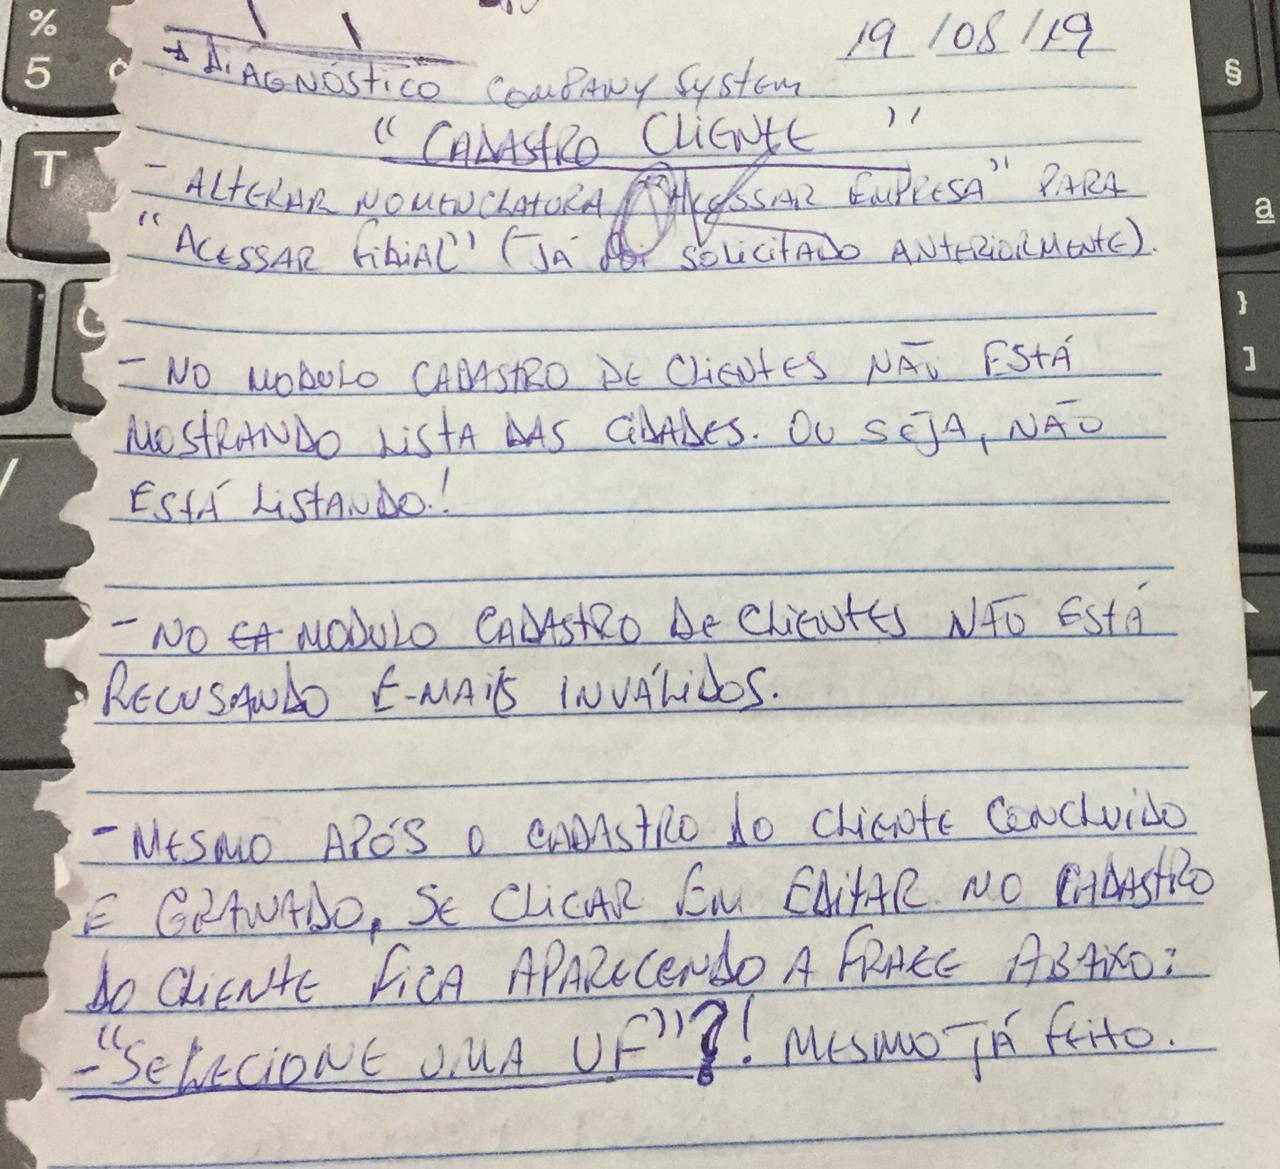 19/08/19
→ DIAGNÓSTICO COMPANY SYSTEM
"CADASTRO CLIENTE"
- ALTERAR NOMENCLATURA "ACESSAR EMPRESA" PARA
"ACESSAR FILIAL" (JÁ FOI SOLICITADO ANTERIORMENTE).
- NO MODULO CADASTRO DE CLIENTES NÃO ESTÁ
MOSTRANDO LISTA DAS CIDADES. OU SEJA, NÃO
ESTÁ LISTANDO!
- NO MODULO CADASTRO DE CLIENTES NÃO ESTÁ
RECUSANDO E-MAILS INVÁLIDOS.
- MESMO APÓS O CADASTRO DO CLIENTE CONCLUIDO
E GRAVADO, SE CLICAR EM EDITAR NO CADASTRO
DO CLIENTE FICA APARECENDO A FRASE ABAIXO:
- "SELECIONE UMA UF"?! MESMO JÁ FEITO.
%
5
T
§
a
}
]
/